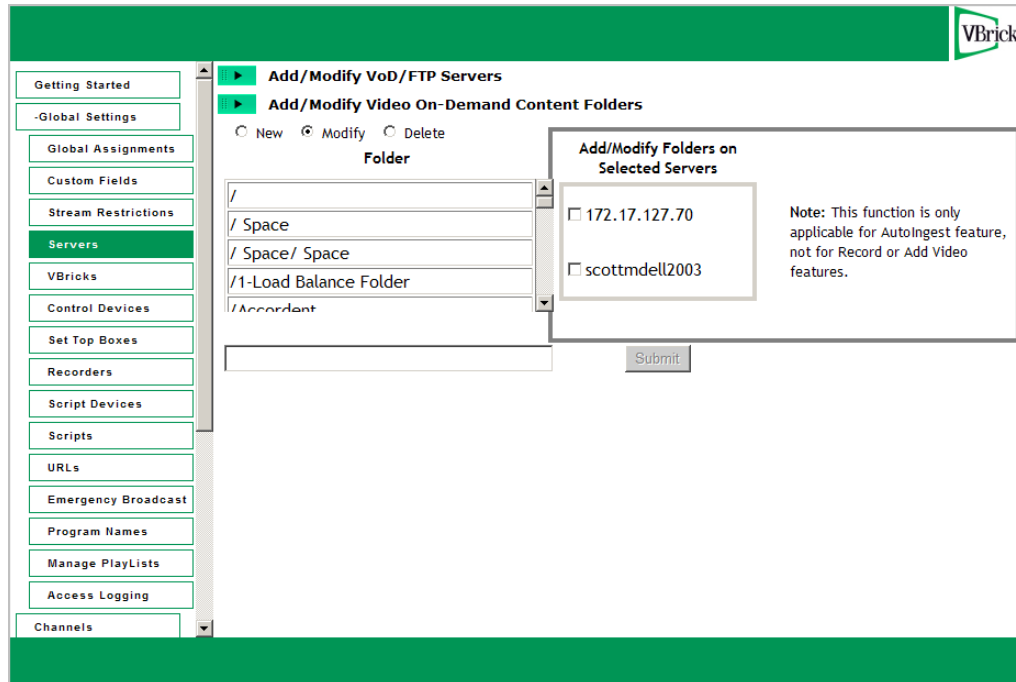 VBrick
Getting Started
-Global Settings
Global Assignments
Custom Fields
Stream Restrictions
Servers
VBricks
Control Devices
Set Top Boxes
Recorders
Script Devices
Scripts
URLs
Emergency Broadcast
Program Names
Manage PlayLists
Access Logging
Channels
Add/Modify VoD/FTP Servers
Add/Modify Video On-Demand Content Folders
New Modify Delete
Folder
/
/ Space
/ Space/ Space
/1-Load Balance Folder
/Accordent
Add/Modify Folders on
Selected Servers
172.17.127.70
scottmdell2003
Note: This function is only
applicable for AutoIngest feature,
not for Record or Add Video
features.
Submit